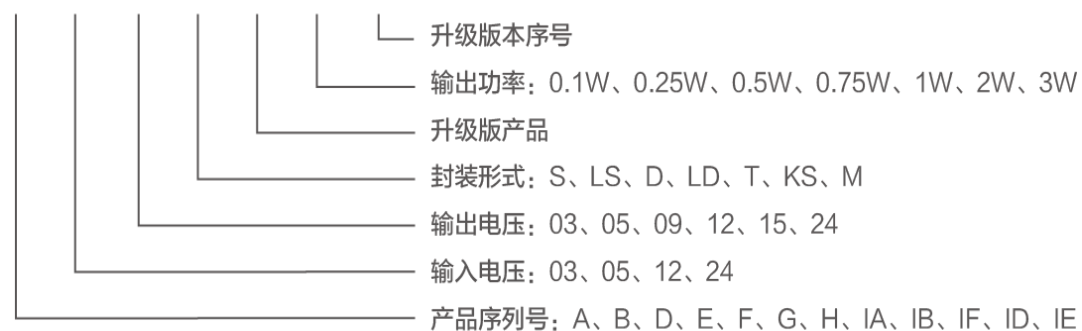 升级版本序号
输出功率：0.1W、0.25W、0.5W、0.75W、1W、2W、3W
升级版产品
封装形式：S、LS、D、LD、T、KS、M
输出电压：03、05、09、12、15、24
输入电压：03、05、12、24
产品序列号：A、B、D、E、F、G、H、IA、IB、IF、ID、IE